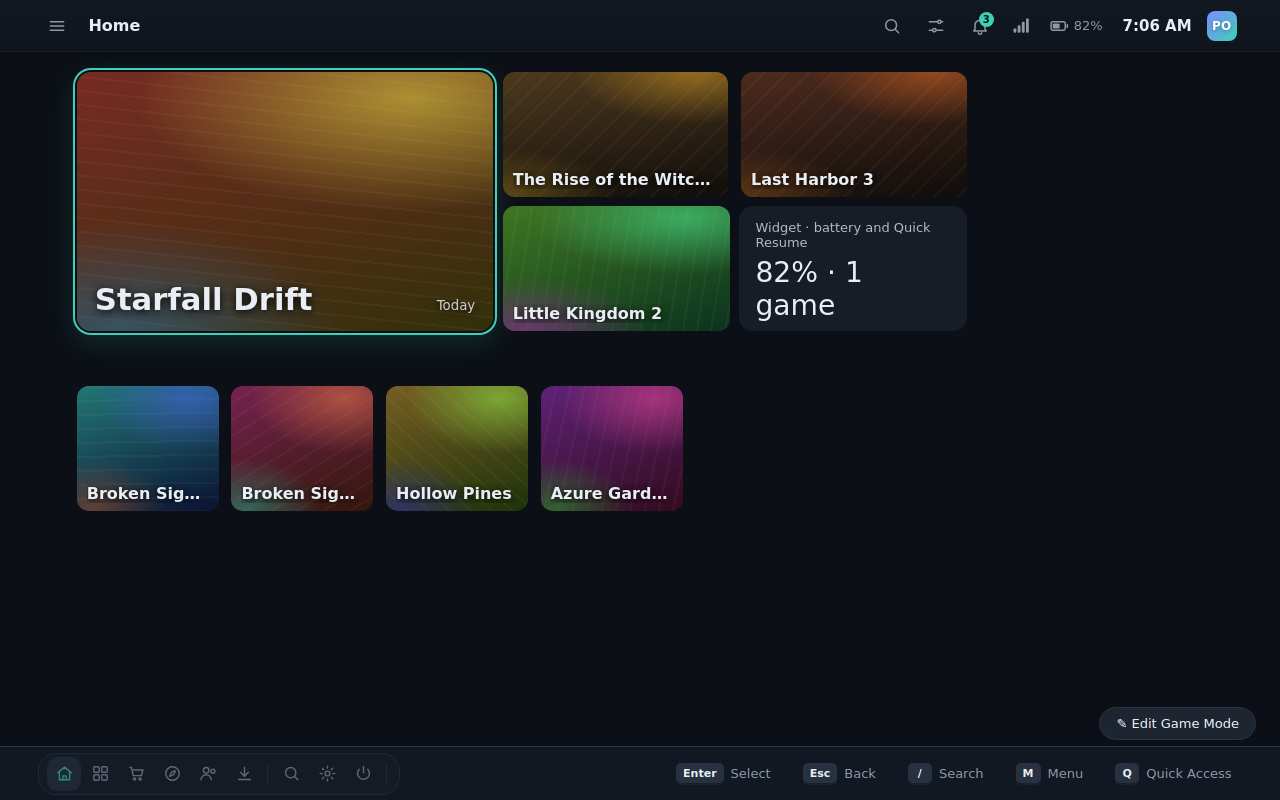 Home
3
82%
7:06 AM
PO
Starfall Drift
Today
The Rise of the Witc...
Last Harbor 3
Little Kingdom 2
Widget · battery and Quick
Resume
82% · 1
game
Broken Sig...
Broken Sig...
Hollow Pines
Azure Gard...
✎ Edit Game Mode
Enter Select
Esc Back
/ Search
M Menu
Q Quick Access